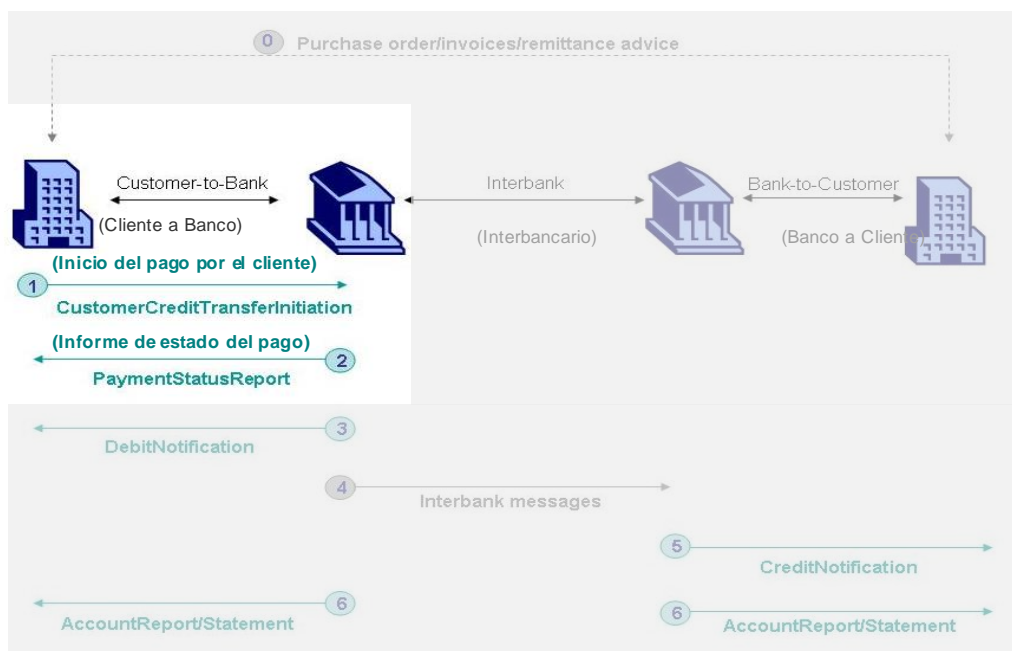 0 Purchase order/invoices/remittance advice
Customer-to-Bank
(Cliente a Banco)
Interbank
(Interbancario)
Bank-to-Customer
(Banco a Cliente)
(Inicio del pago por el cliente)
1
CustomerCreditTransferInitiation
(Informe de estado del pago)
2
PaymentStatusReport
3
DebitNotification
4
Interbank messages
5
CreditNotification
6
AccountReport/Statement
6
AccountReport/Statement